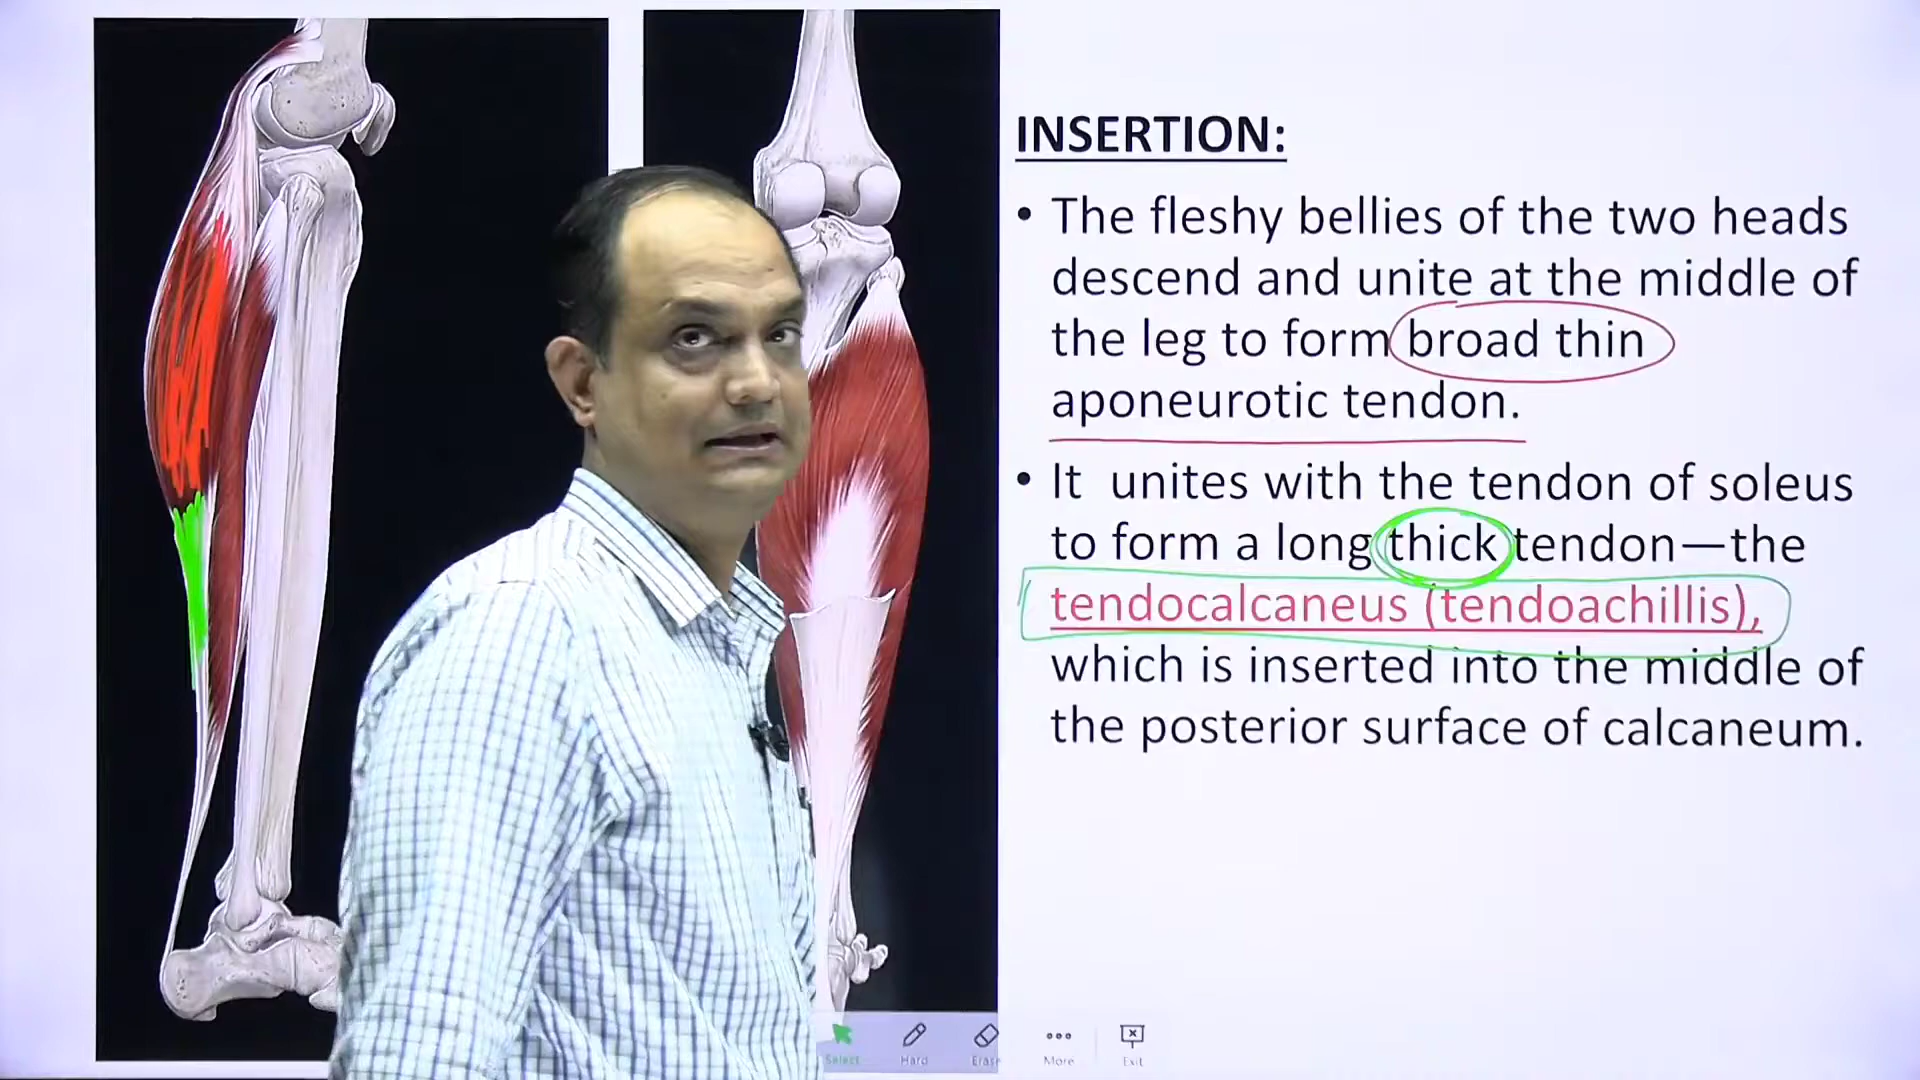 INSERTION:
• The fleshy bellies of the two heads
descend and unite at the middle of
the leg to form broad thin
aponeurotic tendon.
• It unites with the tendon of soleus
to form a long thick tendon—the
tendocalcaneus (tendoachillis),
which is inserted into the middle of
the posterior surface of calcaneum.
Select Hard Erase More Exit